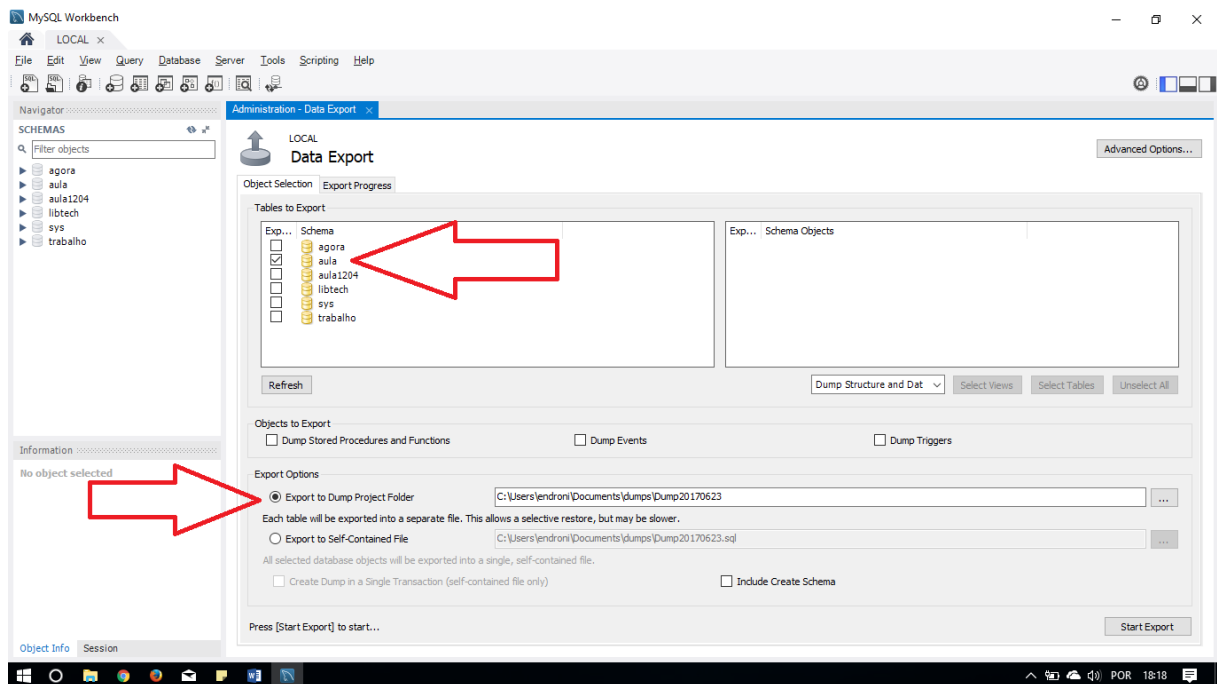 MySQL Workbench
LOCAL
File Edit View Query Database Server Tools Scripting Help
Navigator
SCHEMAS
Filter objects
agora
aula
aula1204
libtech
sys
trabalho
Information
No object selected
Object Info Session
Administration - Data Export
LOCAL
Data Export
Advanced Options...
Object Selection Export Progress
Tables to Export
Exp... Schema
agora
aula
aula1204
libtech
sys
trabalho
Exp... Schema Objects
Refresh
Dump Structure and Dat Select Views Select Tables Unselect All
Objects to Export
Dump Stored Procedures and Functions Dump Events Dump Triggers
Export Options
Export to Dump Project Folder C:\Users\endroni\Documents\dumps\Dump20170623 ...
Each table will be exported into a separate file. This allows a selective restore, but may be slower.
Export to Self-Contained File C:\Users\endroni\Documents\dumps\Dump20170623.sql ...
All selected database objects will be exported into a single, self-contained file.
Create Dump in a Single Transaction (self-contained file only) Include Create Schema
Press [Start Export] to start... Start Export
POR 18:18